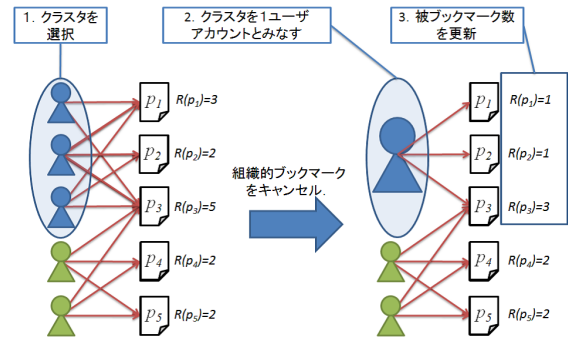 1. クラスタを
選択
2. クラスタを1ユーザ
アカウントとみなす
3. 被ブックマーク数
を更新
p1 R(p1)=3
p2 R(p2)=2
p3 R(p3)=5
p4 R(p4)=2
p5 R(p5)=2
組織的ブックマーク
をキャンセル.
p1 R(p1)=1
p2 R(p2)=1
p3 R(p3)=3
p4 R(p4)=2
p5 R(p5)=2